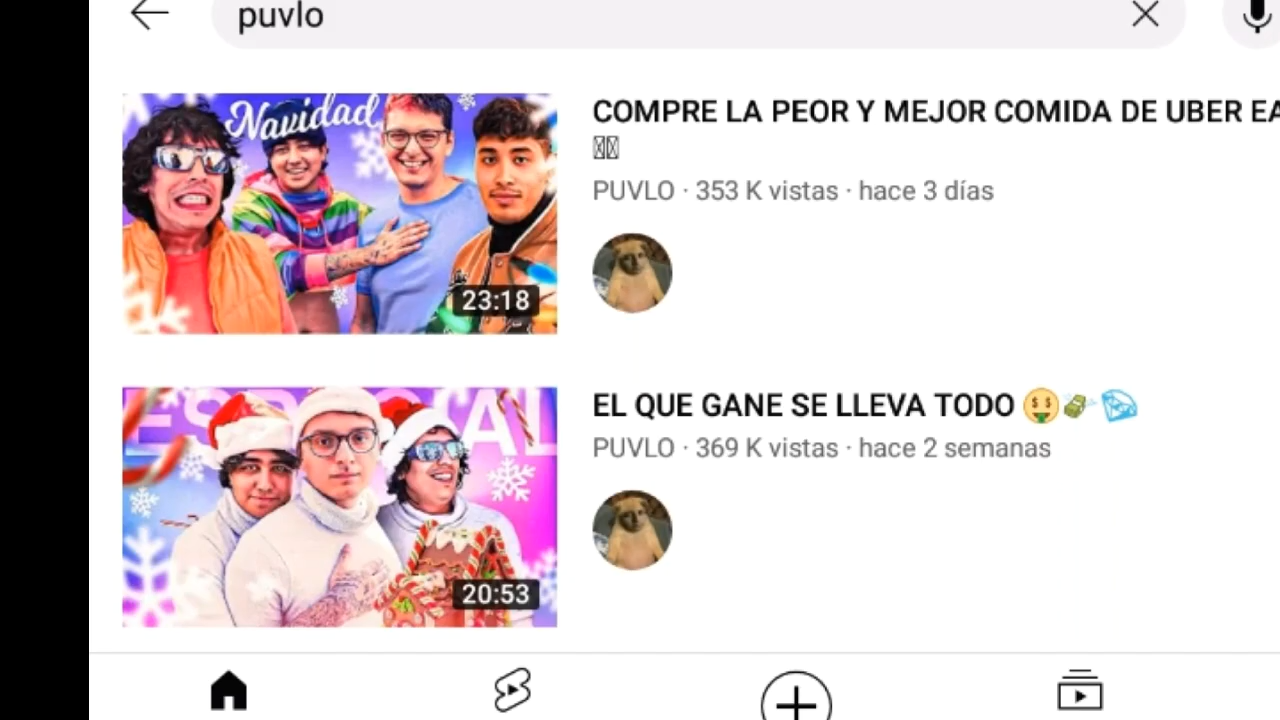 puvlo
Navidad
COMPRE LA PEOR Y MEJOR COMIDA DE UBER EA
PUVLO · 353 K vistas · hace 3 días
23:18
ESPECIAL
EL QUE GANE SE LLEVA TODO 🤑💸💎
PUVLO · 369 K vistas · hace 2 semanas
20:53